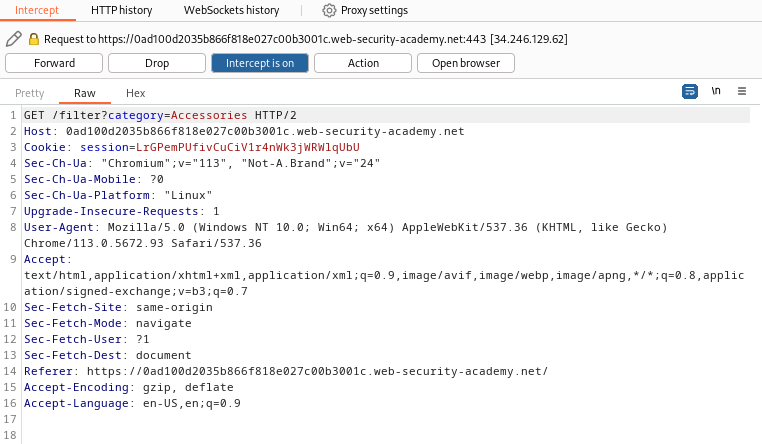 Intercept HTTP history WebSockets history Proxy settings
Request to https://0ad100d2035b866f818e027c00b3001c.web-security-academy.net:443 [34.246.129.62]
Forward Drop Intercept is on Action Open browser
Pretty Raw Hex \n
1 GET /filter?category=Accessories HTTP/2
2 Host: 0ad100d2035b866f818e027c00b3001c.web-security-academy.net
3 Cookie: session=LrGPemPUfivCuCiV1r4nWk3jWRWlqUbU
4 Sec-Ch-Ua: "Chromium";v="113", "Not-A.Brand";v="24"
5 Sec-Ch-Ua-Mobile: ?0
6 Sec-Ch-Ua-Platform: "Linux"
7 Upgrade-Insecure-Requests: 1
8 User-Agent: Mozilla/5.0 (Windows NT 10.0; Win64; x64) AppleWebKit/537.36 (KHTML, like Gecko)
Chrome/113.0.5672.93 Safari/537.36
9 Accept:
text/html,application/xhtml+xml,application/xml;q=0.9,image/avif,image/webp,image/apng,*/*;q=0.8,applic
ation/signed-exchange;v=b3;q=0.7
10 Sec-Fetch-Site: same-origin
11 Sec-Fetch-Mode: navigate
12 Sec-Fetch-User: ?1
13 Sec-Fetch-Dest: document
14 Referer: https://0ad100d2035b866f818e027c00b3001c.web-security-academy.net/
15 Accept-Encoding: gzip, deflate
16 Accept-Language: en-US,en;q=0.9
17
18